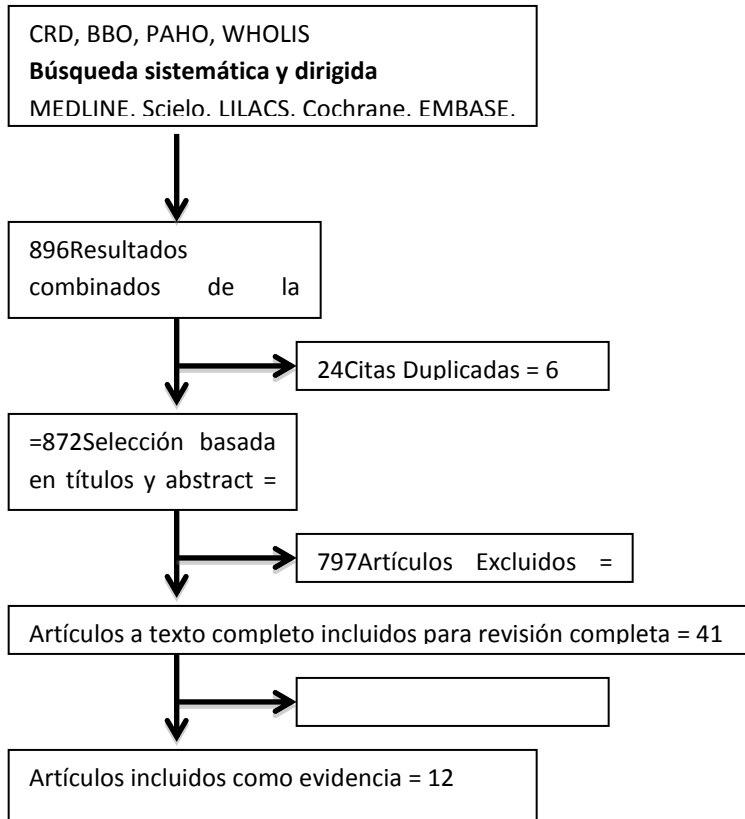 CRD, BBO, PAHO, WHOLIS
Búsqueda sistemática y dirigida
MEDLINE. Scielo. LILACS. Cochrane. EMBASE.
896Resultados
combinados de la
24Citas Duplicadas = 6
=872Selección basada
en títulos y abstract =
797Artículos Excluidos =
Artículos a texto completo incluidos para revisión completa = 41
Artículos incluidos como evidencia = 12